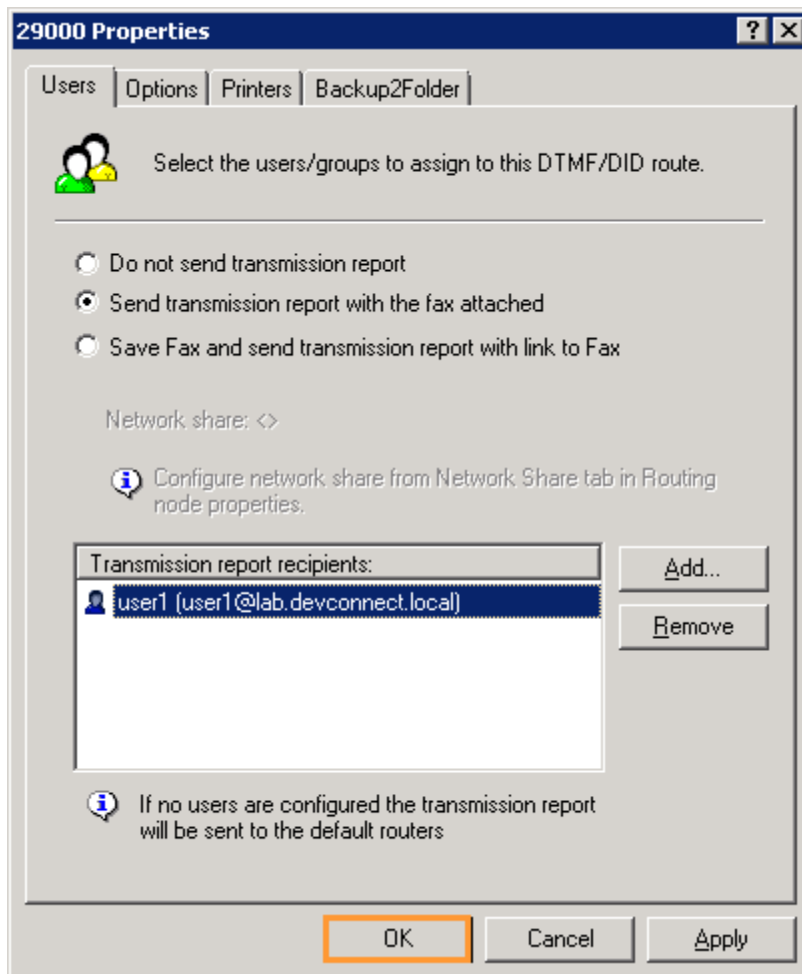 29000 Properties
Users
Options
Printers
Backup2Folder
Select the users/groups to assign to this DTMF/DID route.
Do not send transmission report
Send transmission report with the fax attached
Save Fax and send transmission report with link to Fax
Network share: <>
Configure network share from Network Share tab in Routing
node properties.
Transmission report recipients:
user1 (user1@lab.devconnect.local)
Add...
Remove
If no users are configured the transmission report
will be sent to the default routers
OK
Cancel
Apply